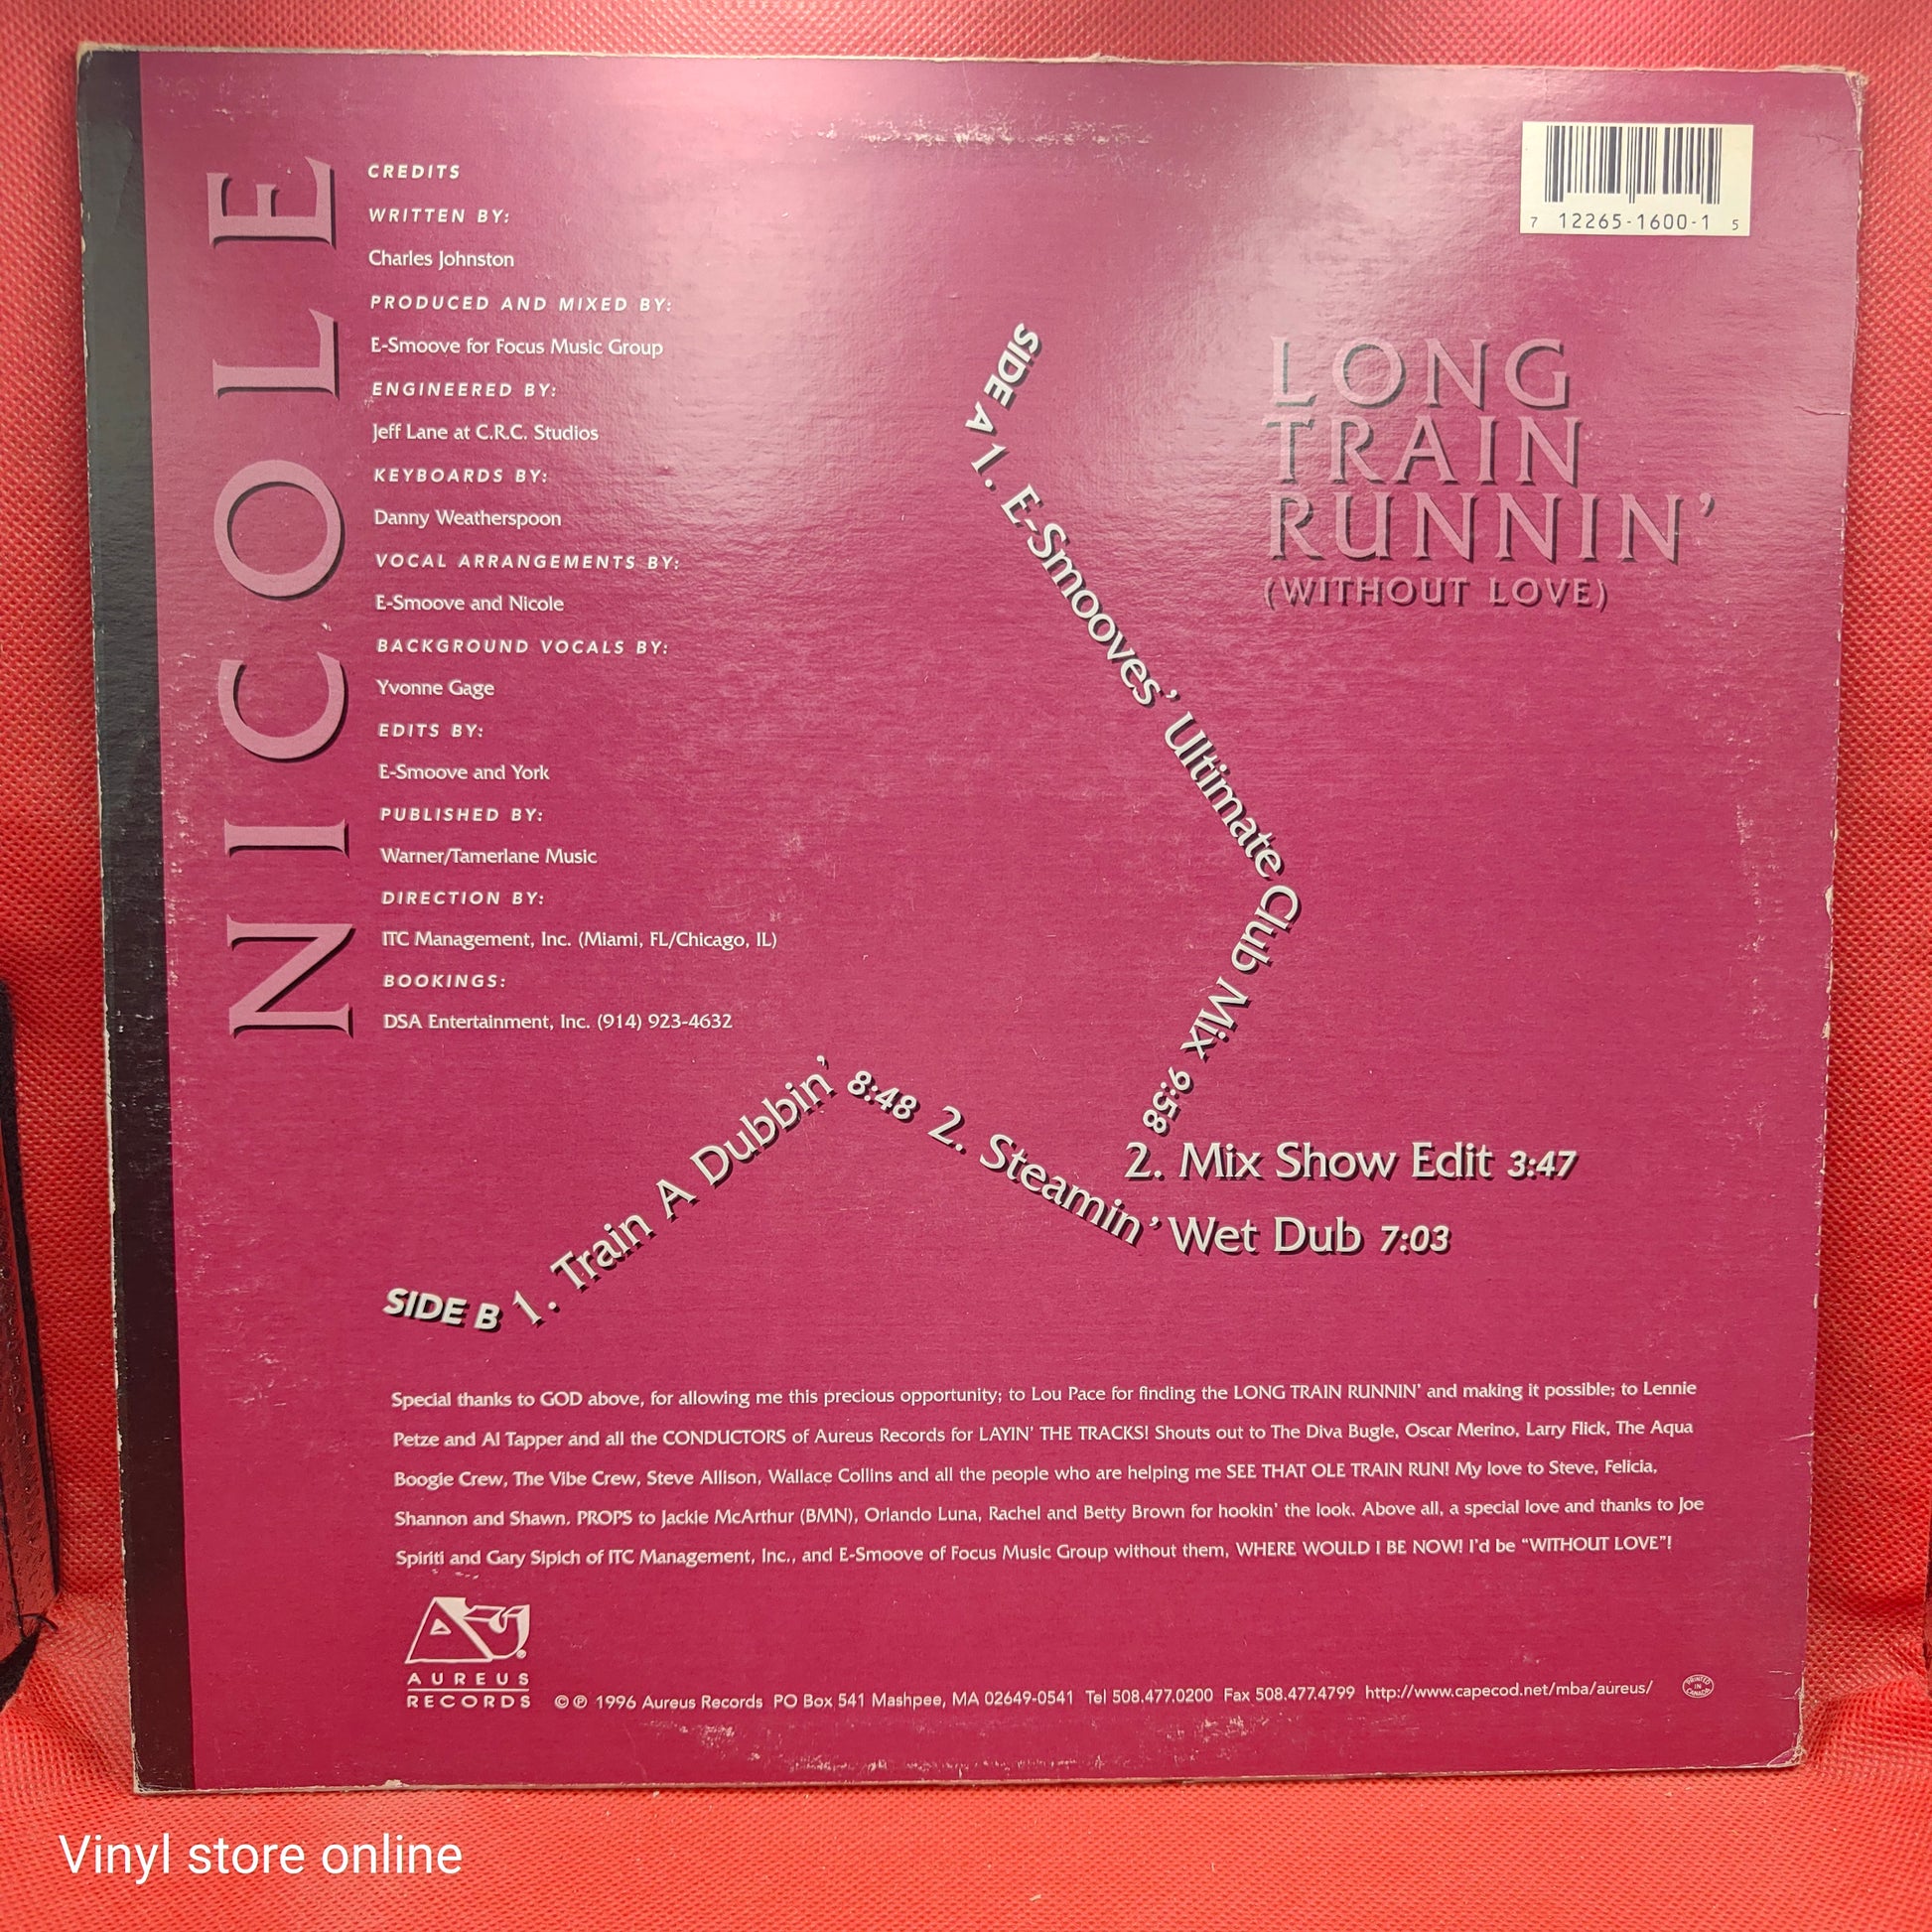 NICOLE
CREDITS
WRITTEN BY:
Charles Johnston
PRODUCED AND MIXED BY:
E-Smoove for Focus Music Group
ENGINEERED BY:
Jeff Lane at C.R.C. Studios
KEYBOARDS BY:
Danny Weatherspoon
VOCAL ARRANGEMENTS BY:
E-Smoove and Nicole
BACKGROUND VOCALS BY:
Yvonne Gage
EDITS BY:
E-Smoove and York
PUBLISHED BY:
Warner/Tamerlane Music
DIRECTION BY:
ITC Management, Inc. (Miami, FL/Chicago, IL)
BOOKINGS:
DSA Entertainment, Inc. (914) 923-4632
7 12265-1600-1 5
LONG
TRAIN
RUNNIN'
(WITHOUT LOVE)
SIDE A 1. E-Smooves' Ultimate Club Mix 9:58
2. Mix Show Edit 3:47
SIDE B 1. Train A Dubbin' 8:48 2. Steamin' Wet Dub 7:03
Special thanks to GOD above, for allowing me this precious opportunity; to Lou Pace for finding the LONG TRAIN RUNNIN' and making it possible; to Lennie
Petze and Al Tapper and all the CONDUCTORS of Aureus Records for LAYIN' THE TRACKS! Shouts out to The Diva Bugle, Oscar Merino, Larry Flick, The Aqua
Boogie Crew, The Vibe Crew, Steve Allison, Wallace Collins and all the people who are helping me SEE THAT OLE TRAIN RUN! My love to Steve, Felicia,
Shannon and Shawn. PROPS to Jackie McArthur (BMN), Orlando Luna, Rachel and Betty Brown for hookin' the look. Above all, a special love and thanks to Joe
Spiriti and Gary Sipich of ITC Management, Inc., and E-Smoove of Focus Music Group without them, WHERE WOULD I BE NOW! I'd be "WITHOUT LOVE"!
AUREUS
RECORDS
© ℗ 1996 Aureus Records PO Box 541 Mashpee, MA 02649-0541 Tel 508.477.0200 Fax 508.477.4799 http://www.capecod.net/mba/aureus/
PRINTED IN CANADA
Vinyl store online